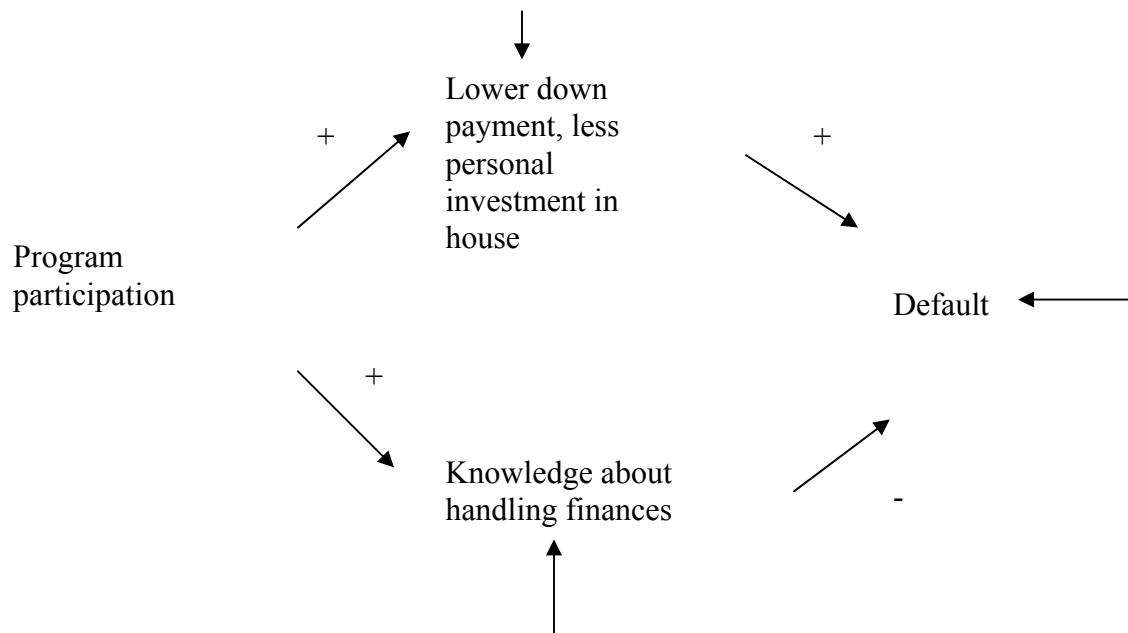 Lower down
payment, less
personal
investment in
house
+
+
Program
participation
Default
+
Knowledge about
handling finances
-